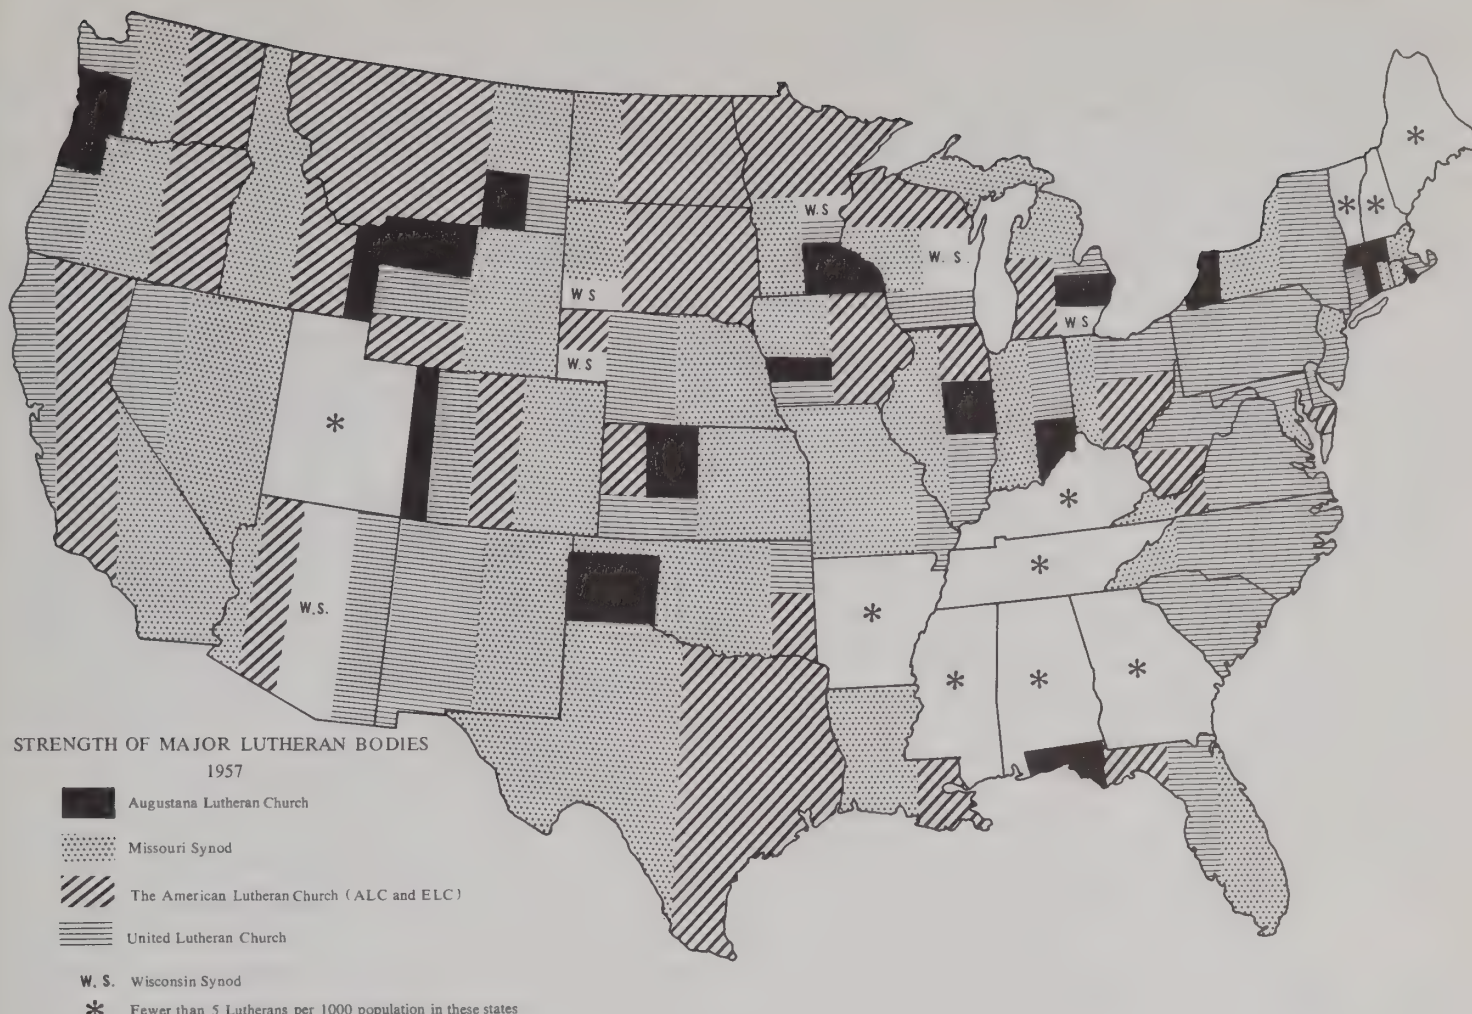 *
* *
W. S
W. S.
W S
W S
W. S
*
*
*
W.S.
*
* * *
STRENGTH OF MAJOR LUTHERAN BODIES
1957
Augustana Lutheran Church
Missouri Synod
The American Lutheran Church (ALC and ELC)
United Lutheran Church
W. S. Wisconsin Synod
* Fewer than 5 Lutherans per 1000 population in these states